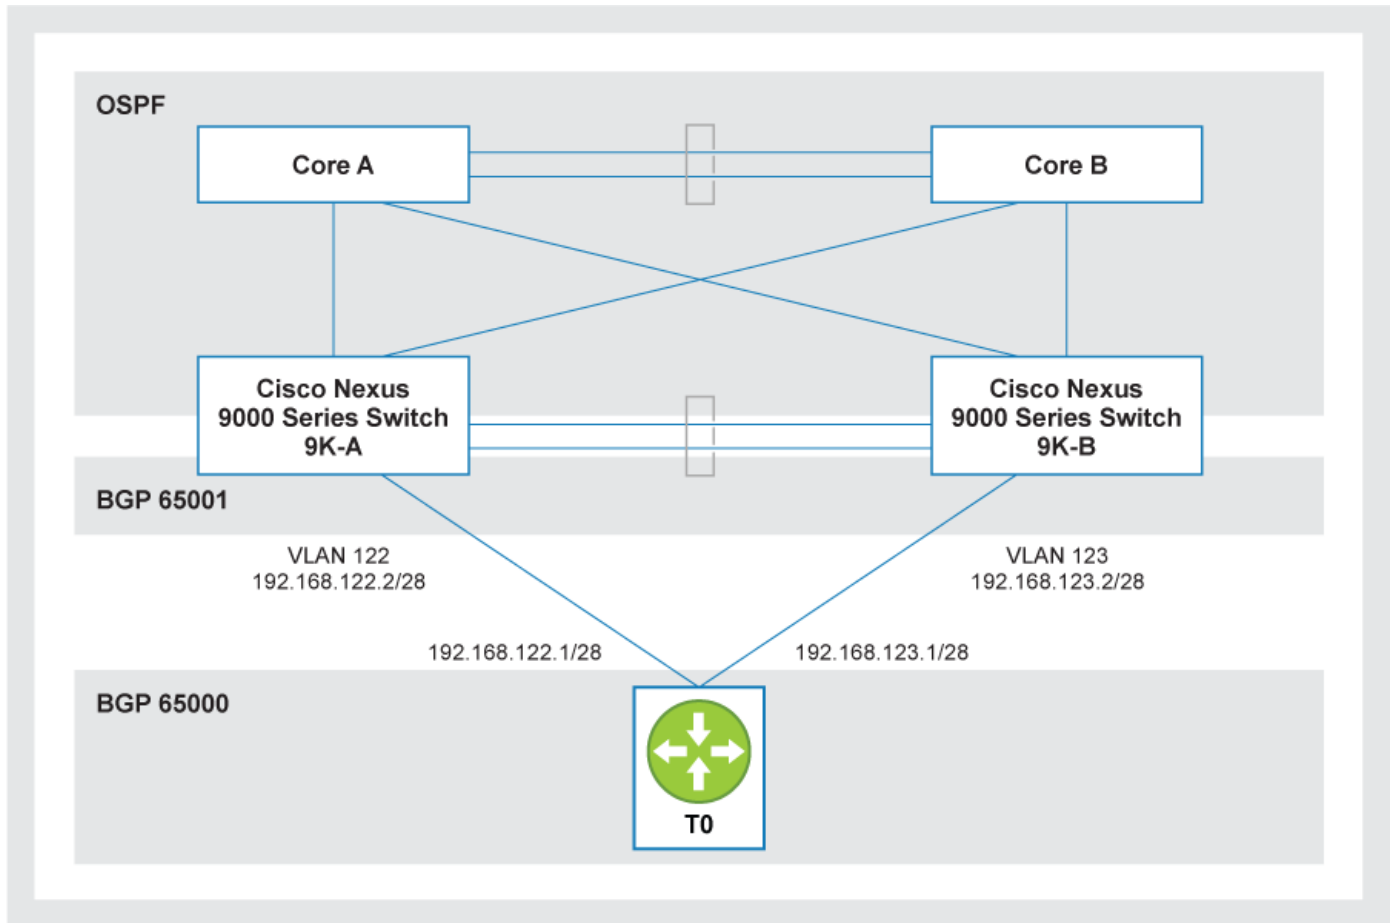 OSPF
Core A
Core B
Cisco Nexus
9000 Series Switch
9K-A
Cisco Nexus
9000 Series Switch
9K-B
BGP 65001
VLAN 122
192.168.122.2/28
VLAN 123
192.168.123.2/28
192.168.122.1/28
192.168.123.1/28
BGP 65000
T0